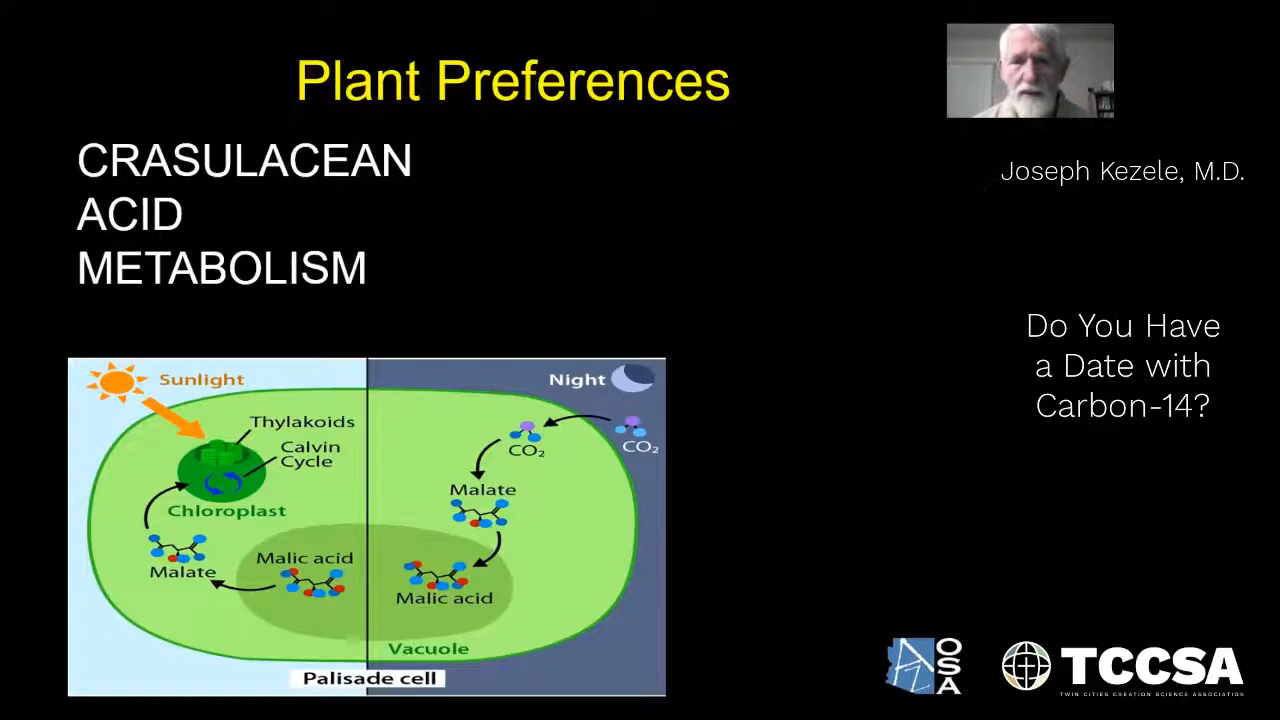 Plant Preferences
CRASULACEAN
ACID
METABOLISM
Joseph Kezele, M.D.
Do You Have
a Date with
Carbon-14?
Sunlight
Night
Thylakoids
Calvin
Cycle
Chloroplast
CO₂
CO₂
Malate
Malate
Malic acid
Malic acid
Vacuole
Palisade cell
AZ
OSA
TCCSA
TWIN CITIES CREATION SCIENCE ASSOCIATION